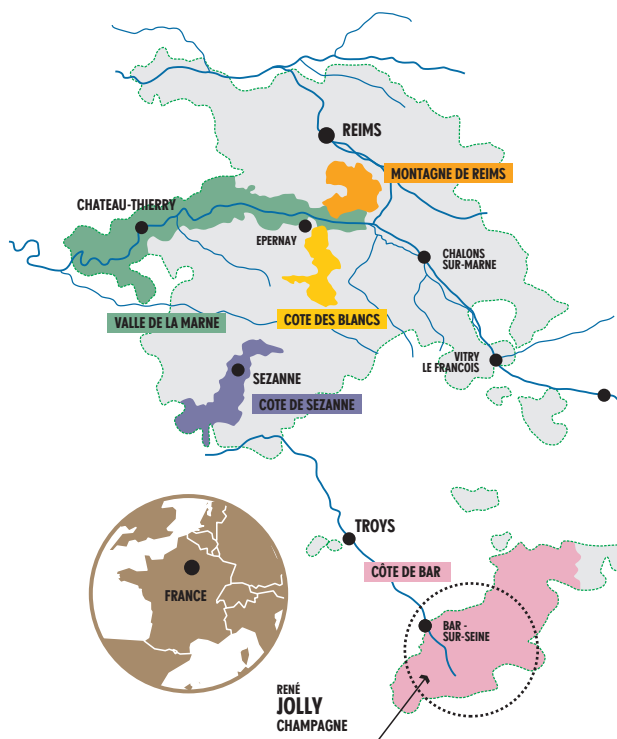 REIMS
MONTAGNE DE REIMS
CHATEAU-THIERRY
EPERNAY
CHALONS
SUR-MARNE
VALLE DE LA MARNE
COTE DES BLANCS
VITRY
LE FRANCOIS
SEZANNE
COTE DE SEZANNE
TROYS
CÔTE DE BAR
FRANCE
BAR -
SUR-SEINE
RENÉ
JOLLY
CHAMPAGNE